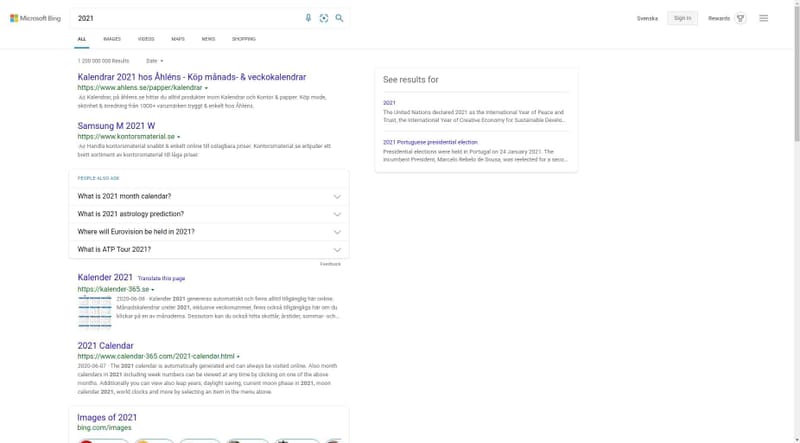 Microsoft Bing
2021
Svenska
Sign in
Rewards
ALL
IMAGES
VIDEOS
MAPS
NEWS
SHOPPING
1 200 000 000 Results
Date
Kalendrar 2021 hos Åhléns - Köp månads- & veckokalendrar
https://www.ahlens.se/papper/kalendrar
Ad Kalendrar, på åhlens.se hittar du alltid produkter inom Kalendrar och Kontor & papper. Köp mode,
skönhet & inredning från 1000+ varumärken tryggt & enkelt hos Åhléns.
Samsung M 2021 W
https://www.kontorsmaterial.se
Ad Handla kontorsmaterial snabbt & enkelt online till oslagbara priser. Kontorsmaterial.se erbjuder ett
brett sortiment av kontorsmaterial till låga priser.
PEOPLE ALSO ASK
What is 2021 month calendar?
What is 2021 astrology prediction?
Where will Eurovision be held in 2021?
What is ATP Tour 2021?
Feedback
Kalender 2021 Translate this page
https://kalender-365.se
2020-06-08 · Kalender 2021 genereras automatiskt och finns alltid tillgänglig här online.
Månadskalendrar under 2021, inklusive veckonummer, finns också tillgängliga här om du
klickar på en av månaderna. Dessutom kan du också hitta skottår, årstider, sommar- och...
2021 Calendar
https://www.calendar-365.com/2021-calendar.html
2020-06-07 · The 2021 calendar is automatically generated and can always be visited online. Also month
calendars in 2021 including week numbers can be viewed at any time by clicking on one of the above
months. Additionally you can view also leap years, daylight saving, current moon phase in 2021, moon
calendar 2021, world clocks and more by selecting an item in the menu above.
Images of 2021
bing.com/images
See results for
2021
The United Nations declared 2021 as the International Year of Peace and
Trust, the International Year of Creative Economy for Sustainable Develo...
2021 Portuguese presidential election
Presidential elections were held in Portugal on 24 January 2021. The
incumbent President, Marcelo Rebelo de Sousa, was reelected for a seco...